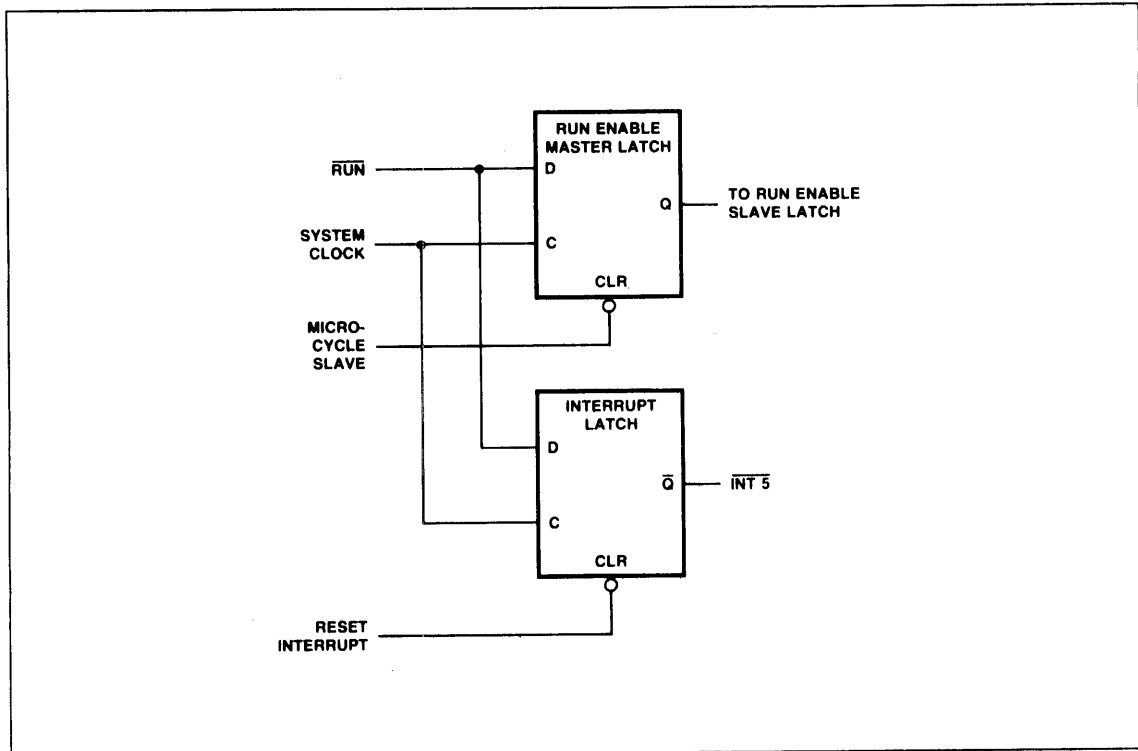 RUN ENABLE
MASTER LATCH
RUN
D
Q
TO RUN ENABLE
SLAVE LATCH
SYSTEM
CLOCK
C
CLR
MICRO-
CYCLE
SLAVE
INTERRUPT
LATCH
D
Q̅
I̅N̅T̅ 5̅
C
CLR
RESET
INTERRUPT